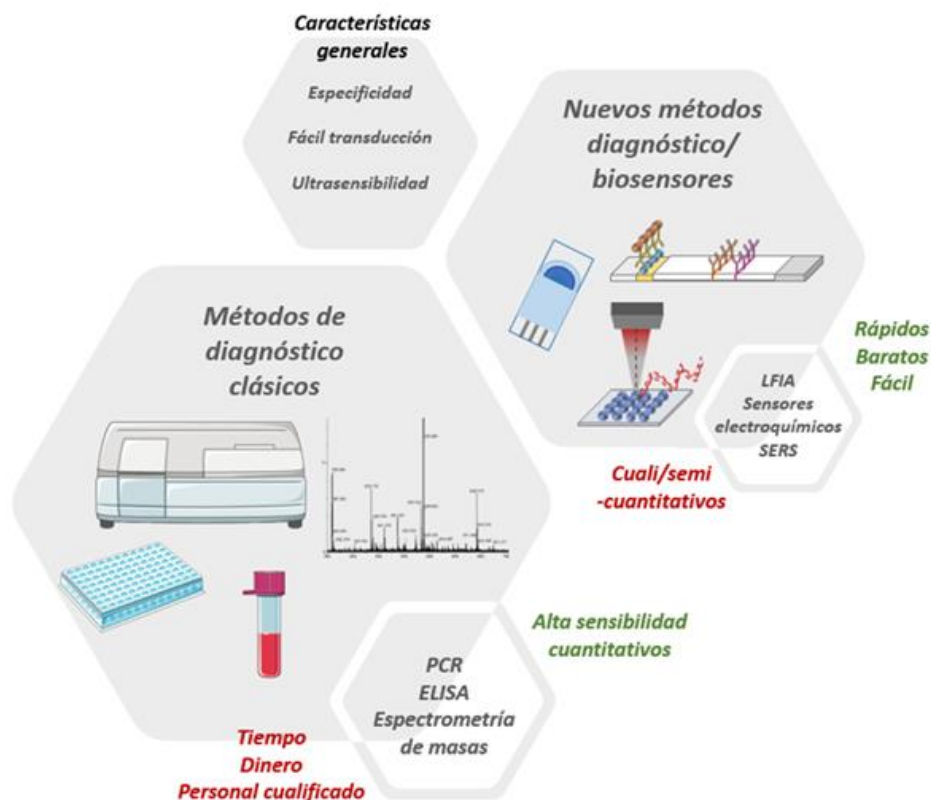 Características
generales
Especificidad
Fácil transducción
Ultrasensibilidad
Nuevos métodos
diagnóstico/
biosensores
Rápidos
Baratos
Fácil
LFIA
Sensores
electroquímicos
SERS
Cuali/semi
-cuantitativos
Métodos de
diagnóstico
clásicos
Alta sensibilidad
cuantitativos
PCR
ELISA
Espectrometría
de masas
Tiempo
Dinero
Personal cualificado